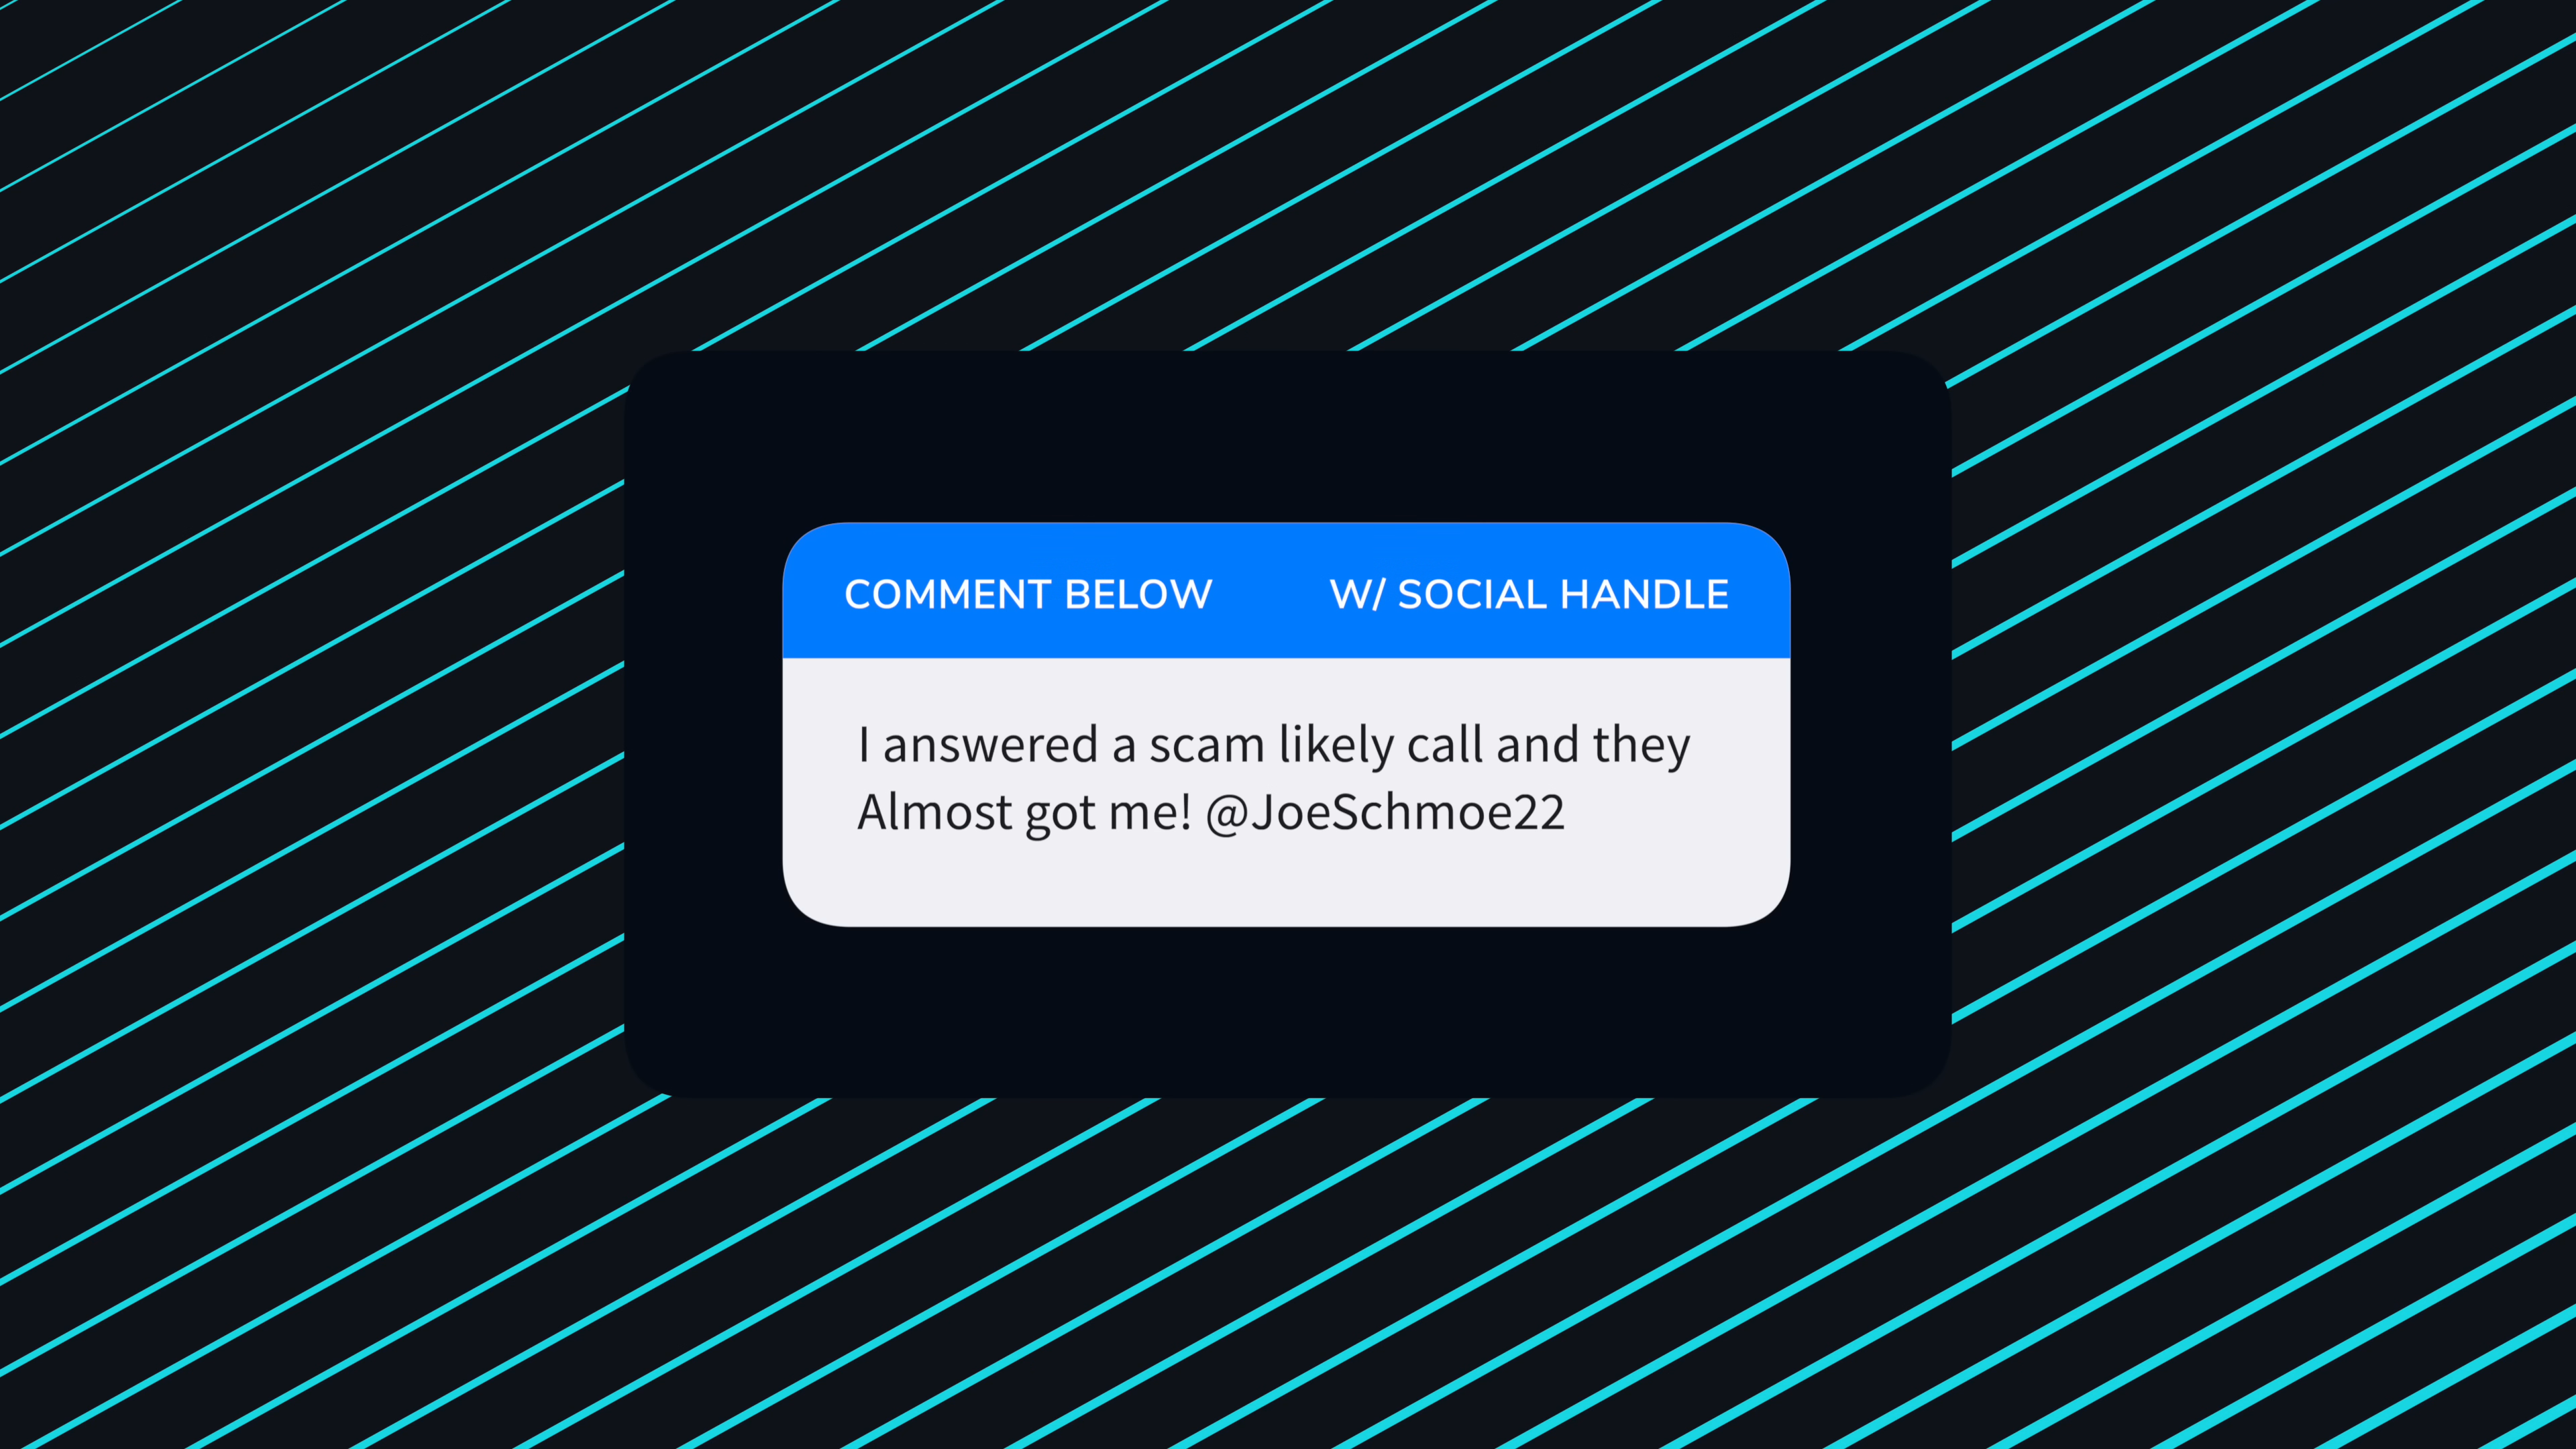 COMMENT BELOW W/ SOCIAL HANDLE
I answered a scam likely call and they
Almost got me! @JoeSchmoe22